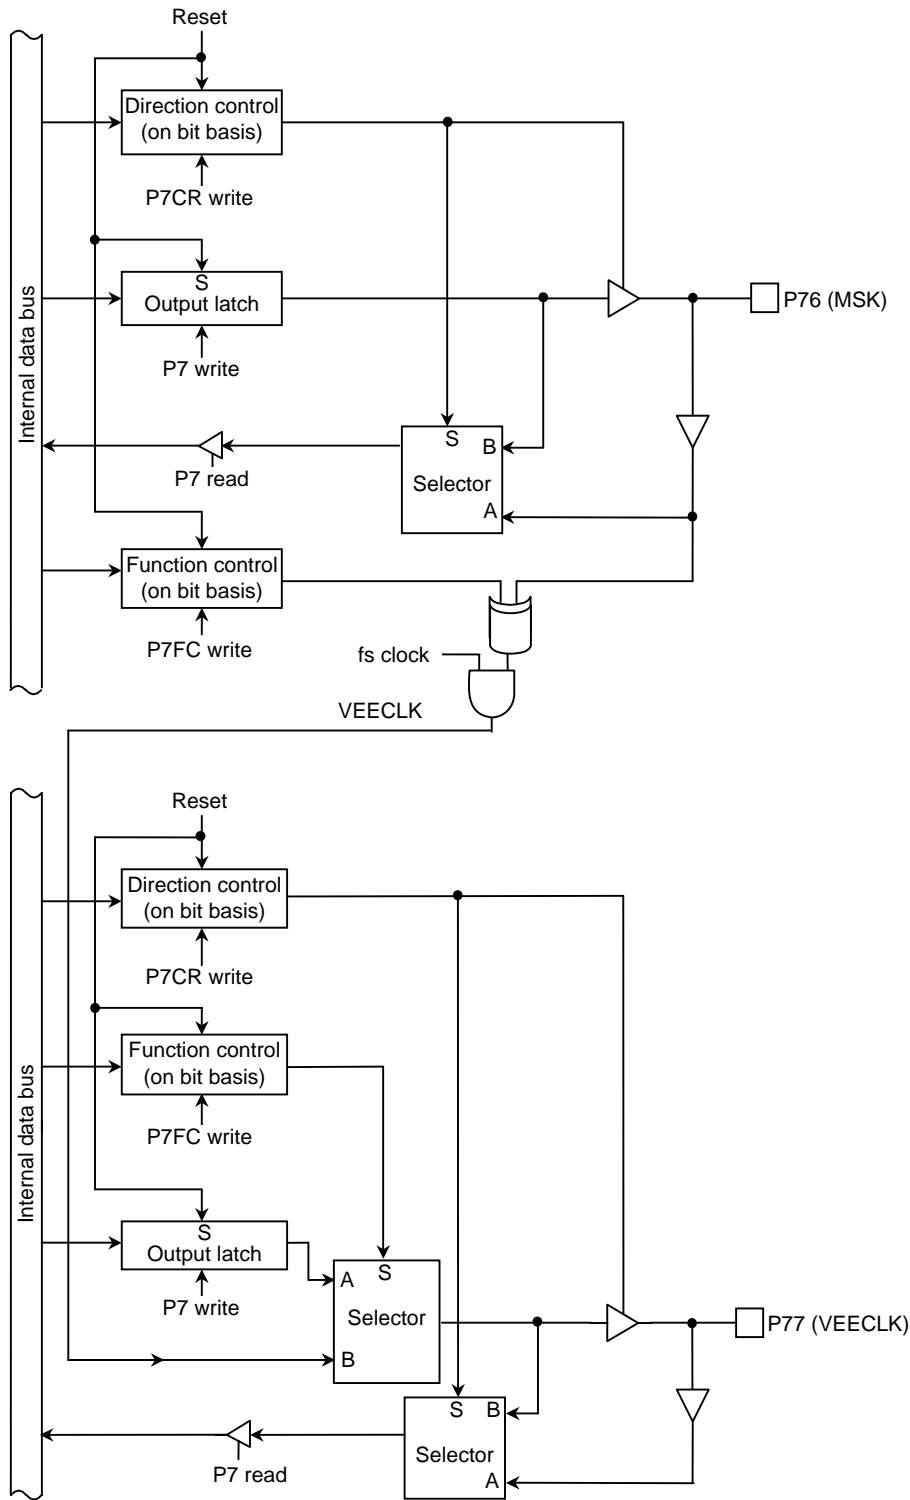 Reset
Direction control
(on bit basis)
P7CR write
S
Output latch
P7 write
Internal data bus
P76 (MSK)
S
B
Selector
A
P7 read
Function control
(on bit basis)
P7FC write
fs clock
VEECLK
Reset
Direction control
(on bit basis)
P7CR write
Function control
(on bit basis)
P7FC write
Internal data bus
S
Output latch
P7 write
A
S
Selector
B
P77 (VEECLK)
S
B
Selector
A
P7 read